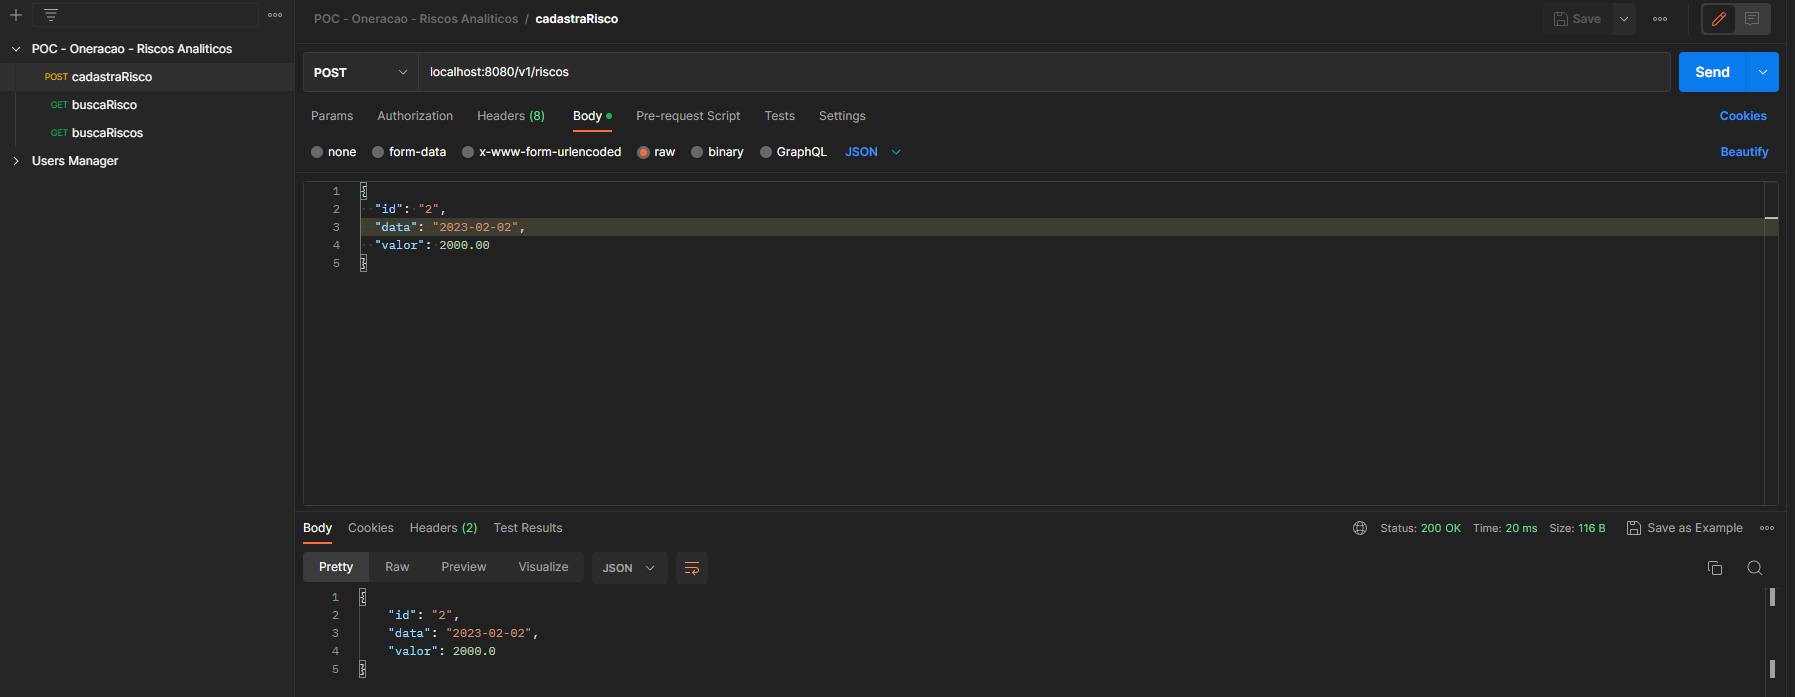 POC - Oneracao - Riscos Analiticos
POST cadastraRisco
GET buscaRisco
GET buscaRiscos
Users Manager
POC - Oneracao - Riscos Analiticos / cadastraRisco
Save
POST localhost:8080/v1/riscos Send
Params Authorization Headers (8) Body Pre-request Script Tests Settings Cookies
none form-data x-www-form-urlencoded raw binary GraphQL JSON Beautify
1 {
2 "id": "2",
3 "data": "2023-02-02",
4 "valor": 2000.00
5 }
Body Cookies Headers (2) Test Results Status: 200 OK Time: 20 ms Size: 116 B Save as Example
Pretty Raw Preview Visualize JSON
1 {
2 "id": "2",
3 "data": "2023-02-02",
4 "valor": 2000.0
5 }